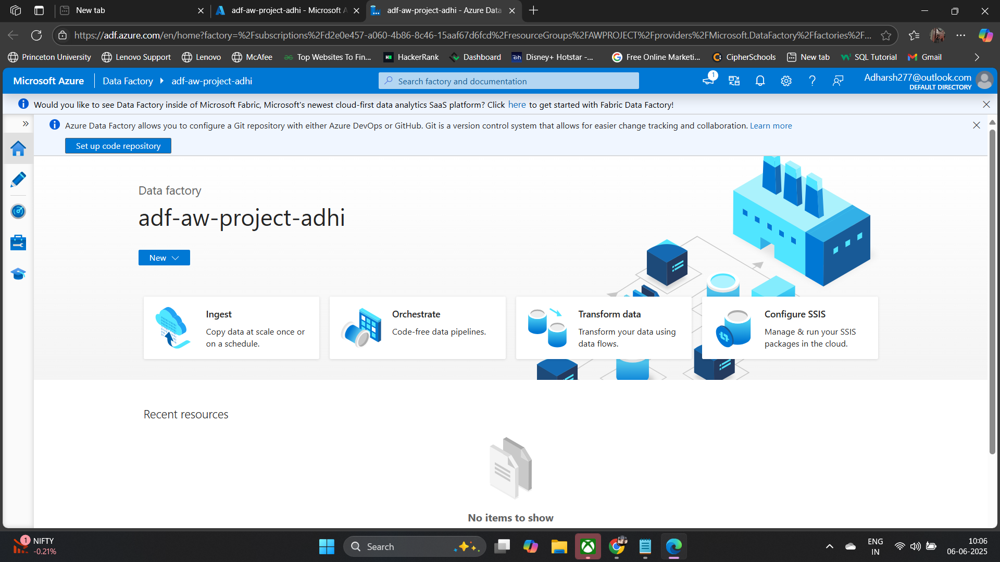 New tab
adf-aw-project-adhi - Microsoft A
adf-aw-project-adhi - Azure Data
https://adf.azure.com/en/home?factory=%2Fsubscriptions%2Fd2e0e457-a060-4b86-8c46-15aaf67d6fcd%2FresourceGroups%2FAWPROJECT%2Fproviders%2FMicrosoft.DataFactory%2Ffactories%2F...
Princeton University
Lenovo Support
Lenovo
McAfee
Top Websites To Fin...
HackerRank
Dashboard
Disney+ Hotstar -...
Free Online Marketi...
CipherSchools
New tab
SQL Tutorial
Gmail
Microsoft Azure
Data Factory
adf-aw-project-adhi
Search factory and documentation
1
Adharsh277@outlook.com
DEFAULT DIRECTORY
Would you like to see Data Factory inside of Microsoft Fabric, Microsoft's newest cloud-first data analytics SaaS platform? Click here to get started with Fabric Data Factory!
Azure Data Factory allows you to configure a Git repository with either Azure DevOps or GitHub. Git is a version control system that allows for easier change tracking and collaboration. Learn more
Set up code repository
Data factory
adf-aw-project-adhi
New
Ingest
Copy data at scale once or
on a schedule.
Orchestrate
Code-free data pipelines.
Transform data
Transform your data using
data flows.
Configure SSIS
Manage & run your SSIS
packages in the cloud.
Recent resources
No items to show
1
NIFTY
-0.21%
Search
ENG
IN
10:06
06-06-2025